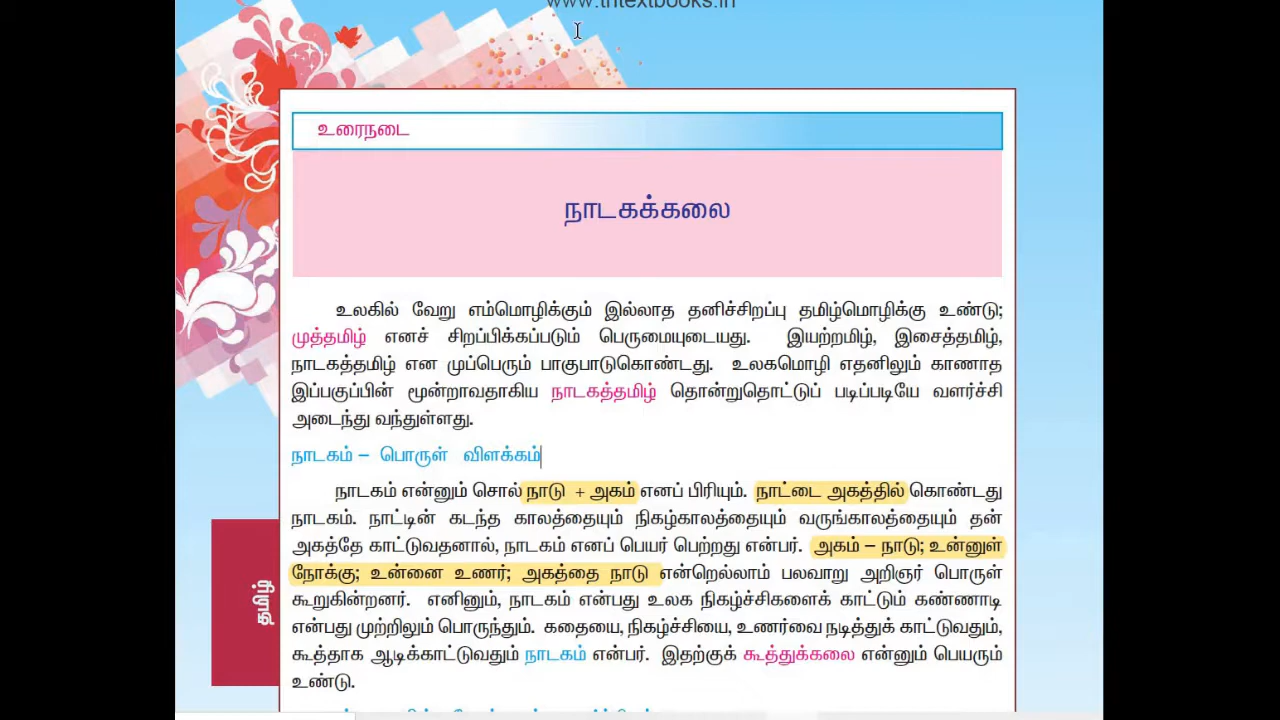 www.tntextbooks.in
உரைநடை
நாடகக்கலை
உலகில் வேறு எம்மொழிக்கும் இல்லாத தனிச்சிறப்பு தமிழ்மொழிக்கு உண்டு;
முத்தமிழ் எனச் சிறப்பிக்கப்படும் பெருமையுடையது. இயற்றமிழ், இசைத்தமிழ்,
நாடகத்தமிழ் என முப்பெரும் பாகுபாடுகொண்டது. உலகமொழி எதனிலும் காணாத
இப்பகுப்பின் மூன்றாவதாகிய நாடகத்தமிழ் தொன்றுதொட்டுப் படிப்படியே வளர்ச்சி
அடைந்து வந்துள்ளது.
நாடகம் – பொருள் விளக்கம்
நாடகம் என்னும் சொல் நாடு + அகம் எனப் பிரியும். நாட்டை அகத்தில் கொண்டது
நாடகம். நாட்டின் கடந்த காலத்தையும் நிகழ்காலத்தையும் வருங்காலத்தையும் தன்
அகத்தே காட்டுவதனால், நாடகம் எனப் பெயர் பெற்றது என்பர். அகம் – நாடு; உன்னுள்
நோக்கு; உன்னை உணர்; அகத்தை நாடு என்றெல்லாம் பலவாறு அறிஞர் பொருள்
கூறுகின்றனர். எனினும், நாடகம் என்பது உலக நிகழ்ச்சிகளைக் காட்டும் கண்ணாடி
என்பது முற்றிலும் பொருந்தும். கதையை, நிகழ்ச்சியை, உணர்வை நடித்துக் காட்டுவதும்,
கூத்தாக ஆடிக்காட்டுவதும் நாடகம் என்பர். இதற்குக் கூத்துக்கலை என்னும் பெயரும்
உண்டு.
தமிழ்